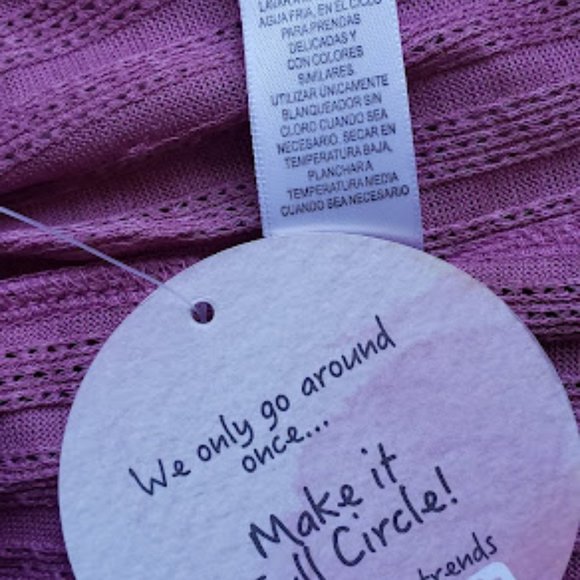 AGUA FRIA, EN EL CICLO
PARA PRENDAS
DELICADAS Y
CON COLORES
SIMILARES.
UTILIZAR UNICAMENTE
BLANQUEADOR SIN
CLORO CUANDO SEA
NECESARIO. SECAR EN
TEMPERATURA BAJA,
PLANCHAR A
TEMPERATURA MEDIA
CUANDO SEA NECESARIO
We only go around
once...
Make it
Full Circle!
trends